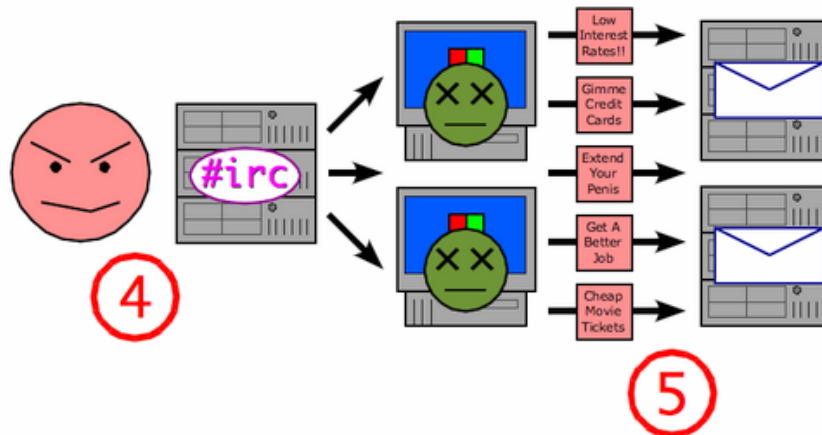 Low
Interest
Rates!!
Gimme
Credit
Cards
#irc
Extend
Your
Penis
Get A
Better
Job
4
Cheap
Movie
Tickets
5